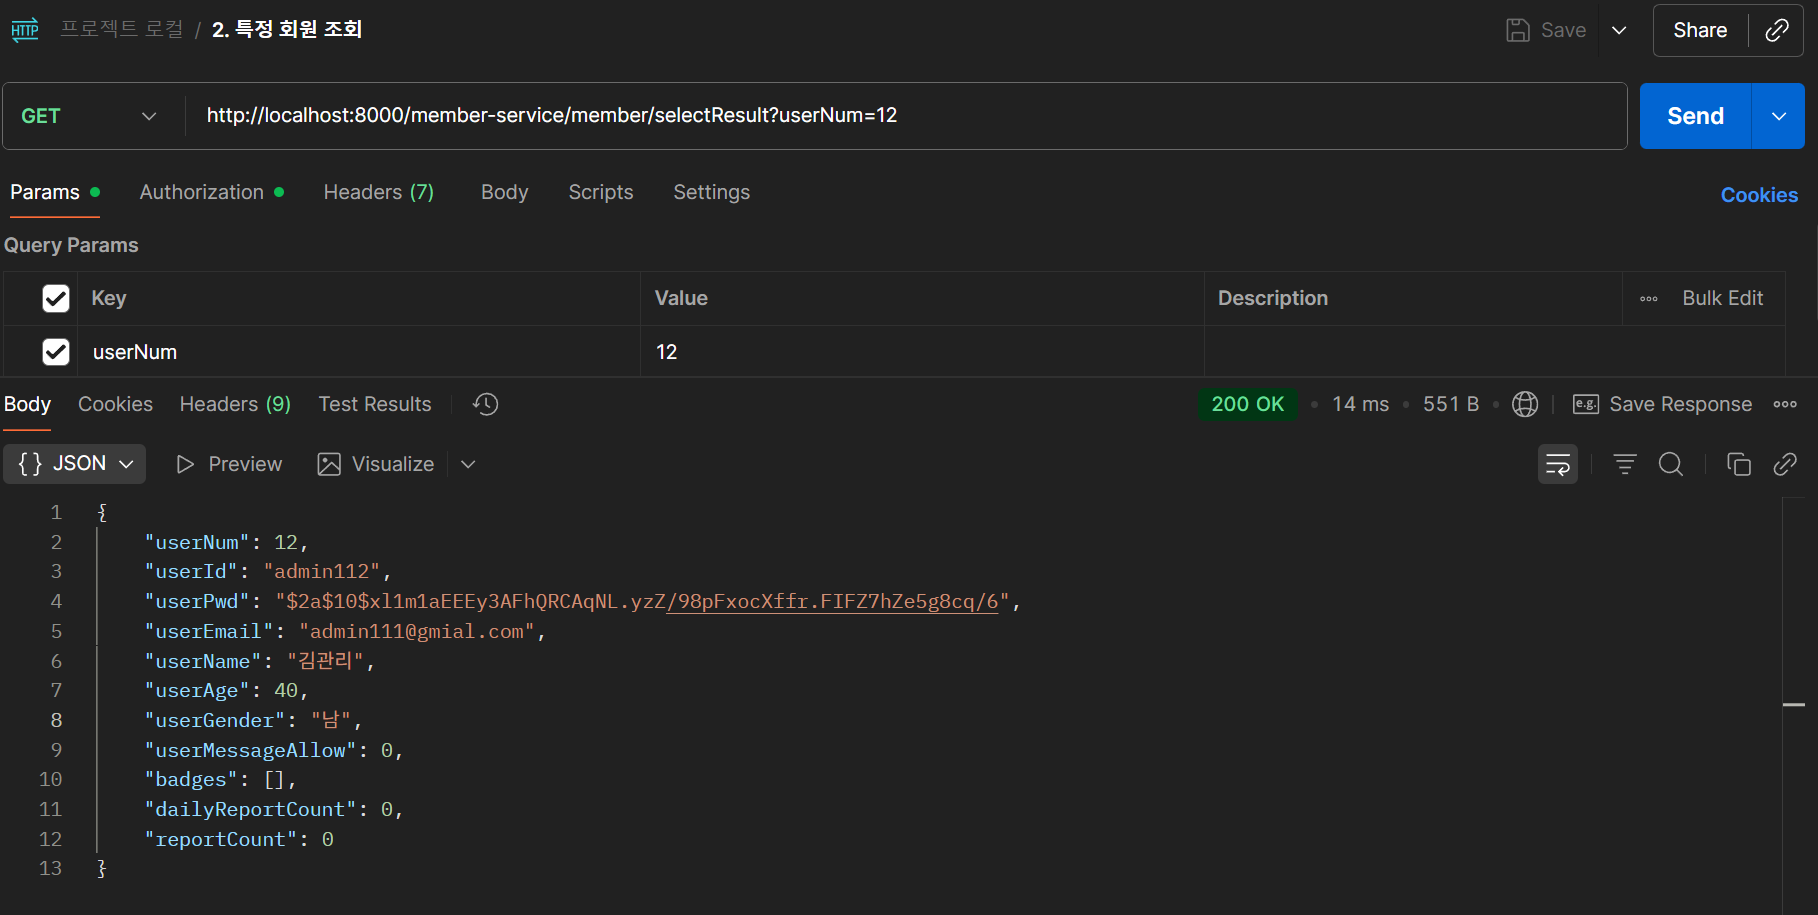 HTTP 프로젝트 로컬 / 2. 특정 회원 조회 Save Share
GET http://localhost:8000/member-service/member/selectResult?userNum=12 Send
Params Authorization Headers (7) Body Scripts Settings Cookies
Query Params
Key Value Description Bulk Edit
userNum 12
Body Cookies Headers (9) Test Results 200 OK 14 ms 551 B e.g. Save Response
{} JSON Preview Visualize
1 {
2 "userNum": 12,
3 "userId": "admin112",
4 "userPwd": "$2a$10$xl1m1aEEEy3AFhQRCAqNL.yzZ/98pFxocXffr.FIFZ7hZe5g8cq/6",
5 "userEmail": "admin111@gmial.com",
6 "userName": "김관리",
7 "userAge": 40,
8 "userGender": "남",
9 "userMessageAllow": 0,
10 "badges": [],
11 "dailyReportCount": 0,
12 "reportCount": 0
13 }